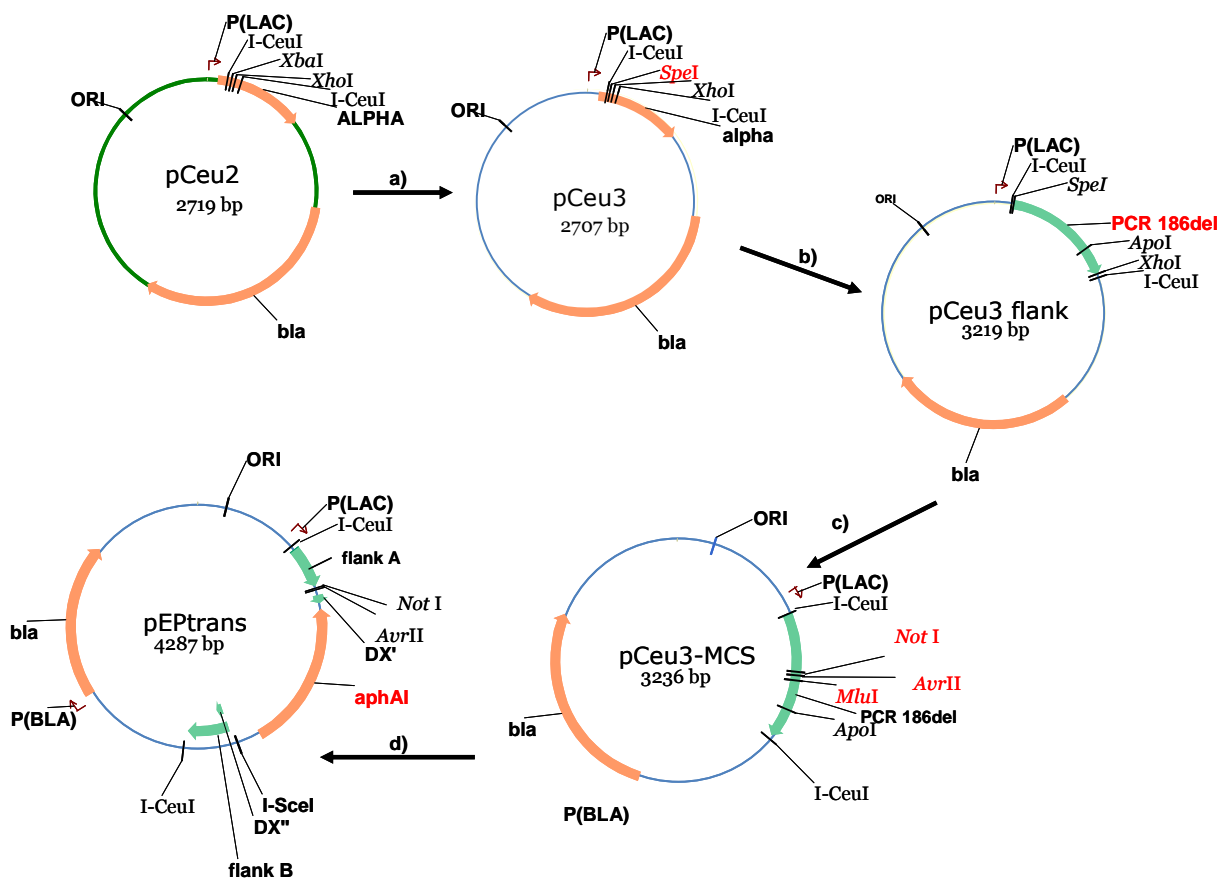 P(LAC)
I-CeuI
XbaI
XhoI
I-CeuI
ALPHA
ORI
pCeu2
2719 bp
bla
a)
P(LAC)
I-CeuI
SpeI
XhoI
I-CeuI
alpha
ORI
pCeu3
2707 bp
bla
b)
P(LAC)
I-CeuI
SpeI
ORI
PCR 186del
ApoI
XhoI
I-CeuI
pCeu3 flank
3219 bp
bla
c)
ORI
P(LAC)
I-CeuI
Not I
AvrII
MluI
PCR 186del
ApoI
I-CeuI
pCeu3-MCS
3236 bp
bla
P(BLA)
d)
ORI
P(LAC)
I-CeuI
flank A
Not I
AvrII
DX'
aphAI
pEPtrans
4287 bp
bla
P(BLA)
I-CeuI
I-SceI
DX"
flank B